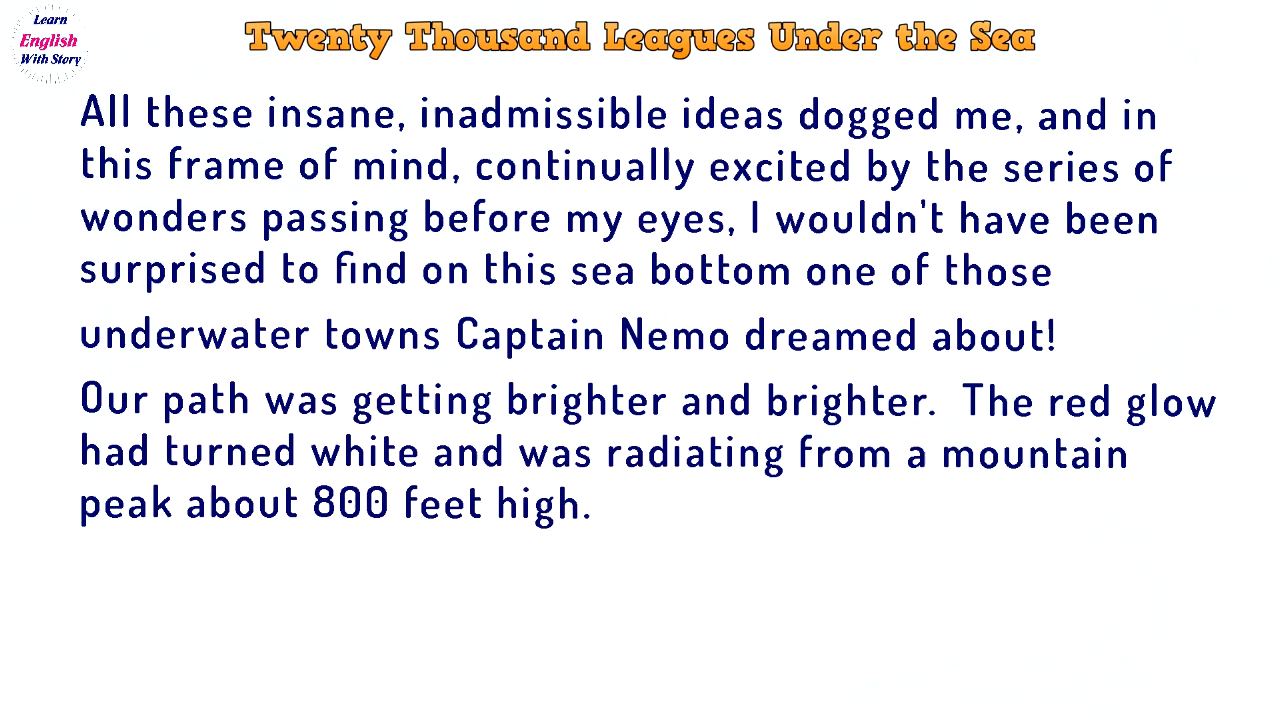 Learn
English
With Story
Twenty Thousand Leagues Under the Sea
All these insane, inadmissible ideas dogged me, and in
this frame of mind, continually excited by the series of
wonders passing before my eyes, I wouldn't have been
surprised to find on this sea bottom one of those
underwater towns Captain Nemo dreamed about!
Our path was getting brighter and brighter.  The red glow
had turned white and was radiating from a mountain
peak about 800 feet high.